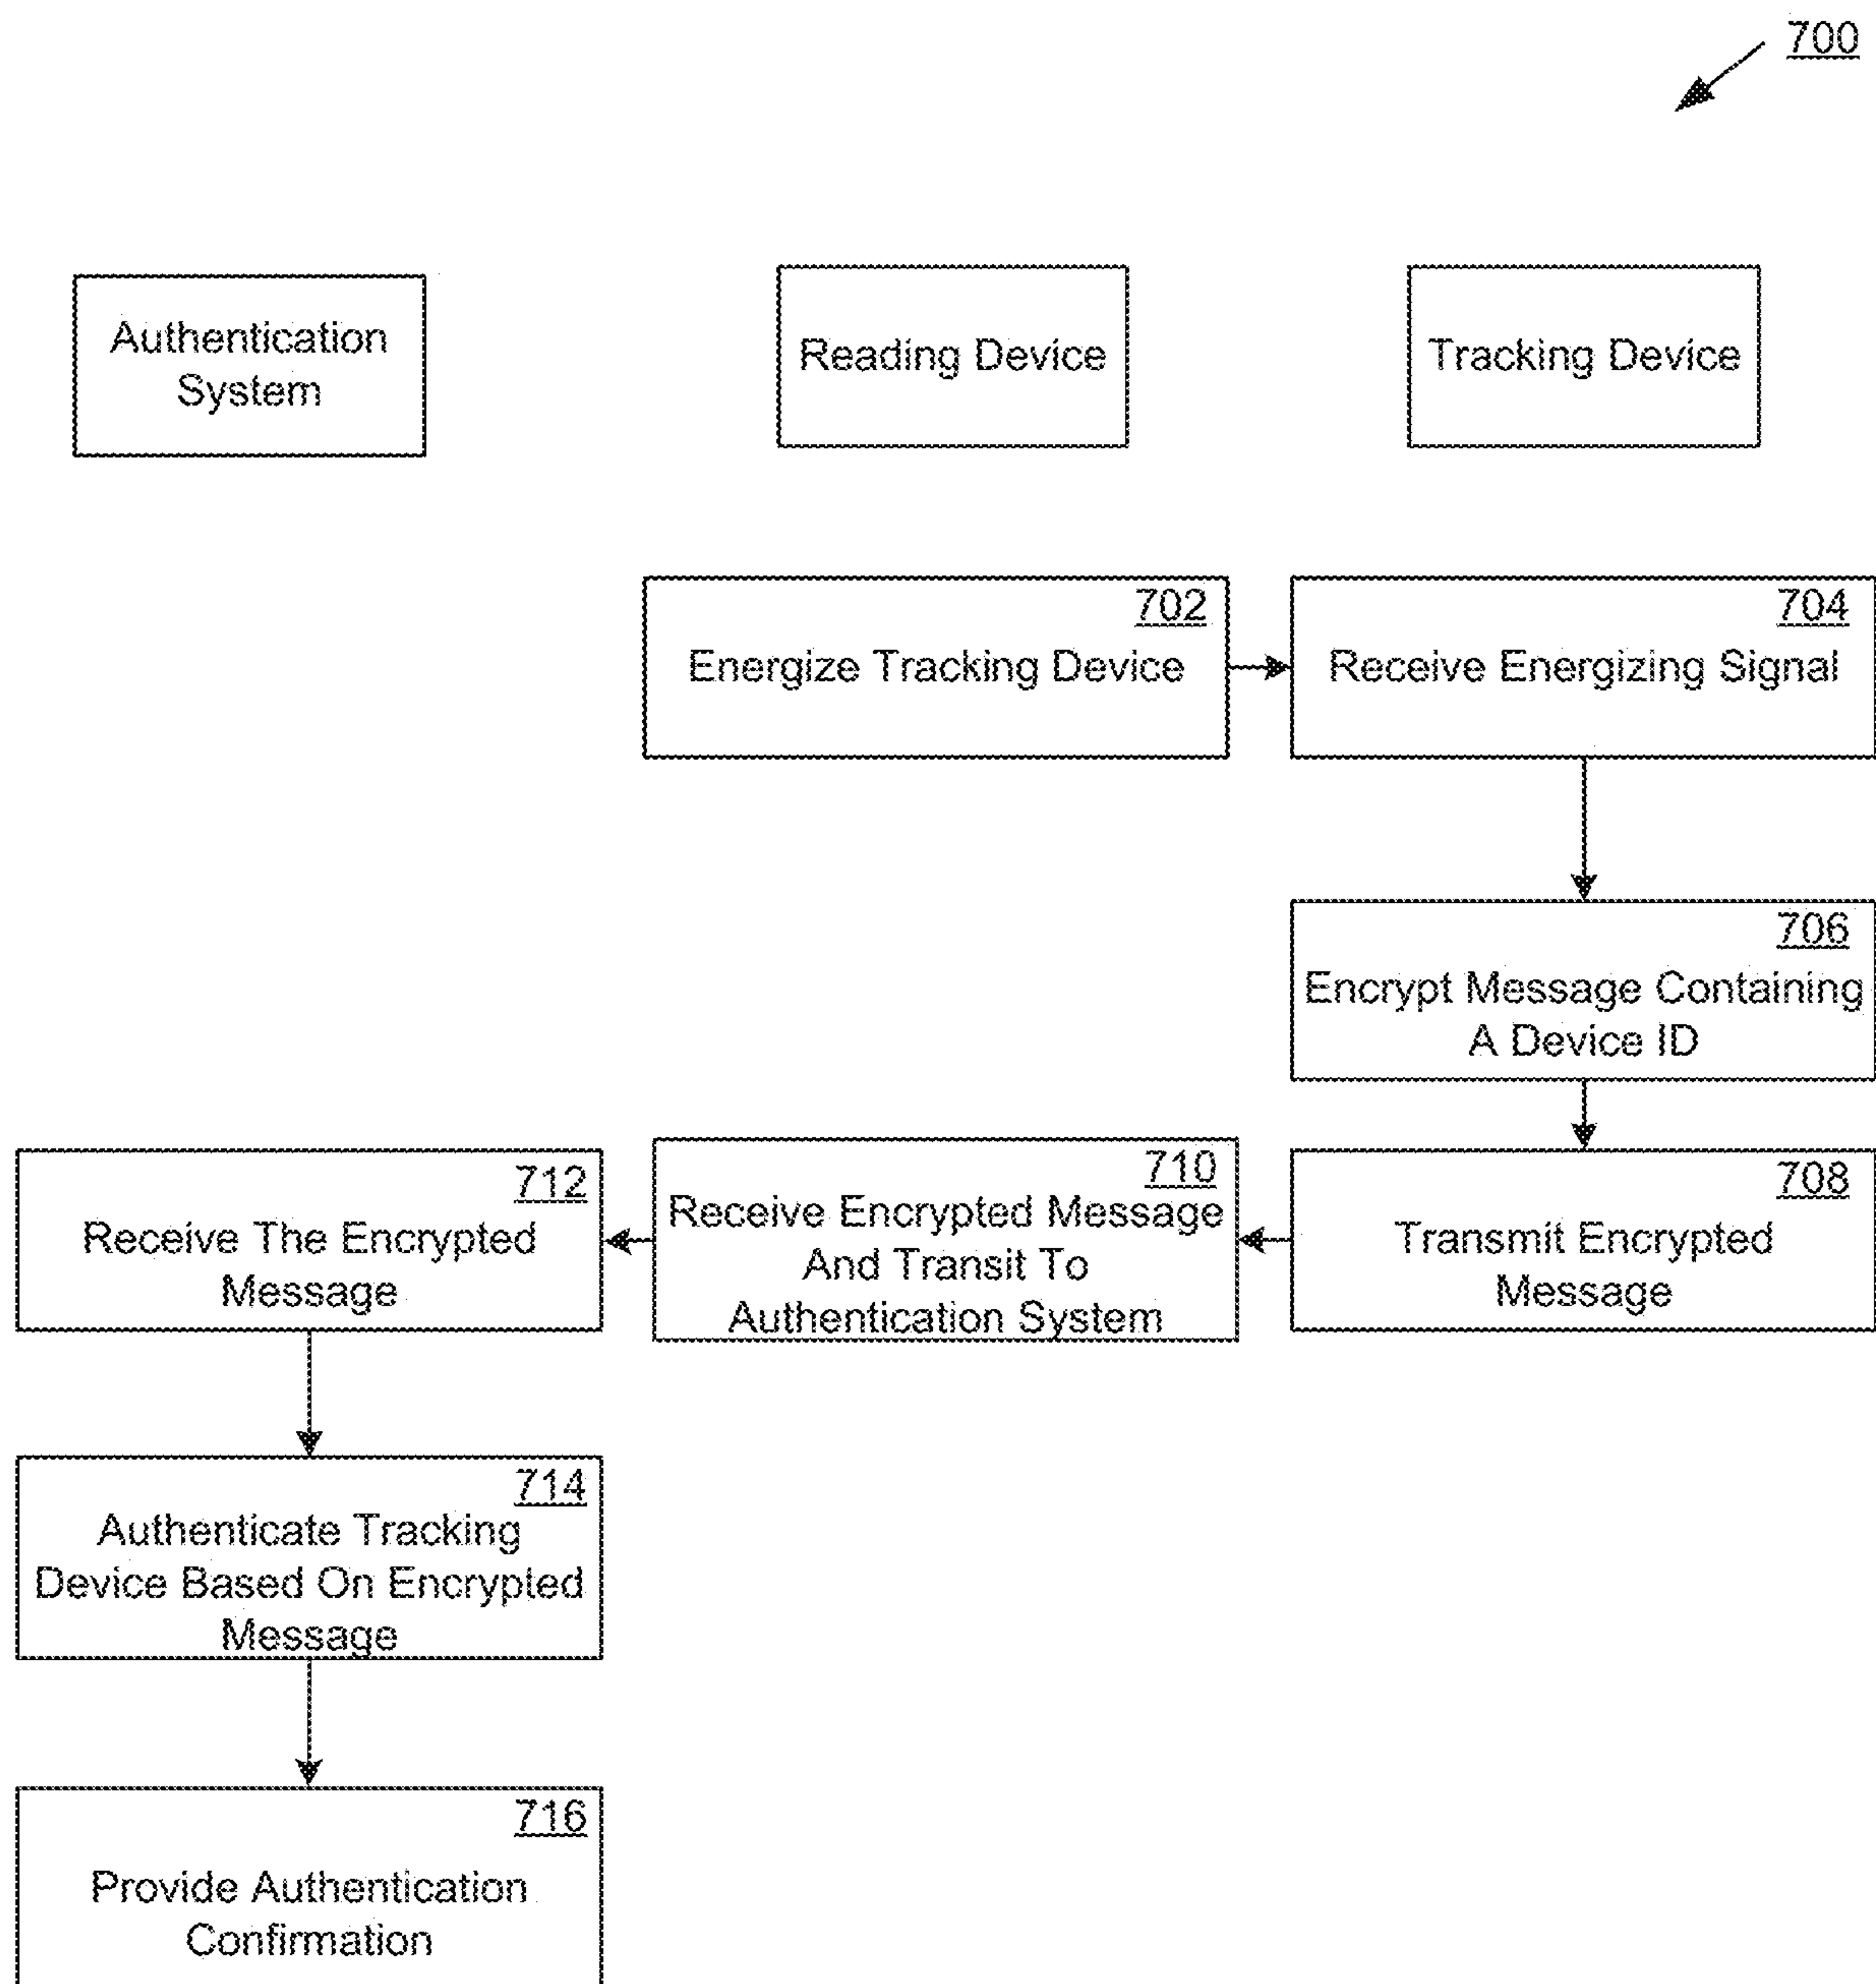 700
Authentication
System
Reading Device
Tracking Device
702
Energize Tracking Device
704
Receive Energizing Signal
706
Encrypt Message Containing
A Device ID
708
Transmit Encrypted
Message
710
Receive Encrypted Message
And Transit To
Authentication System
712
Receive The Encrypted
Message
714
Authenticate Tracking
Device Based On Encrypted
Message
716
Provide Authentication
Confirmation